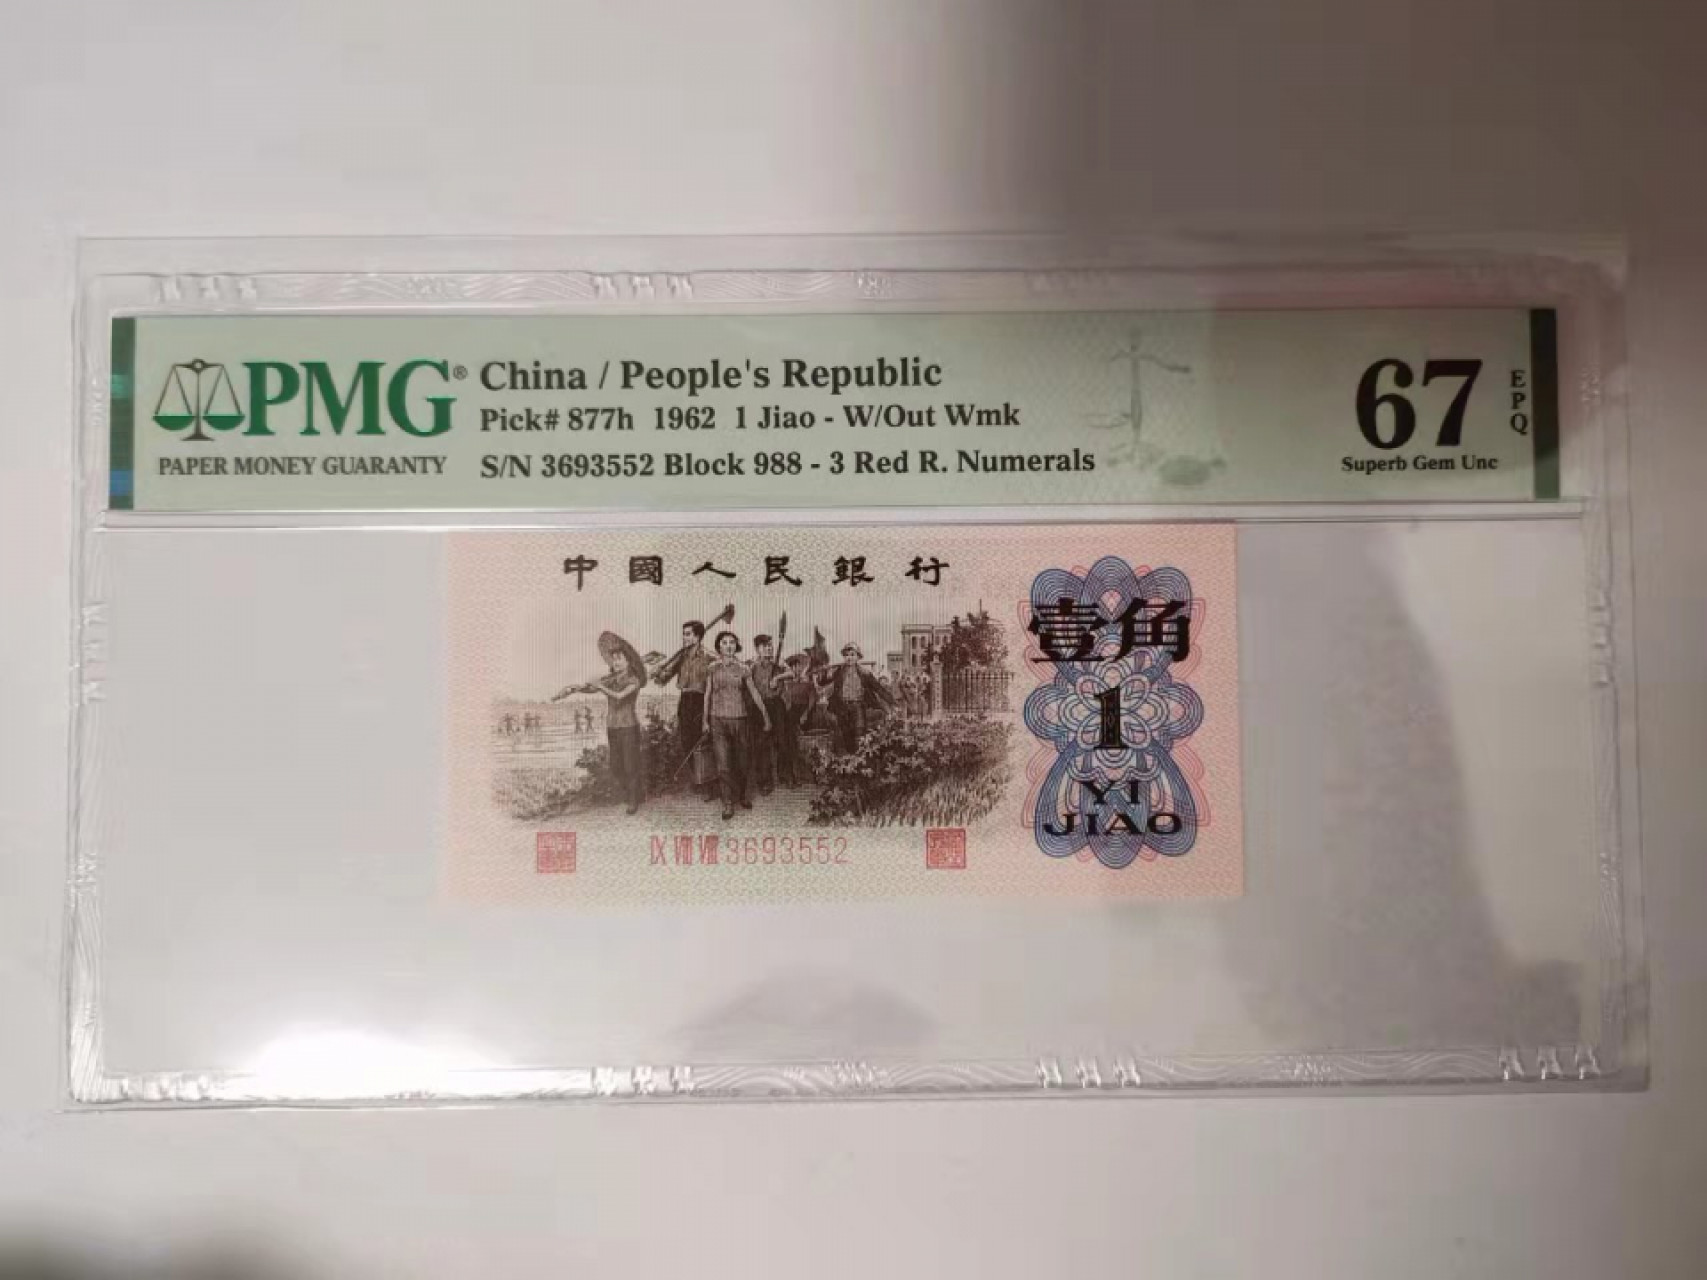 PMG®
PAPER MONEY GUARANTY
China / People's Republic
Pick# 877h 1962 1 Jiao - W/Out Wmk
S/N 3693552 Block 988 - 3 Red R. Numerals
67
EPQ
Superb Gem Unc
中國人民銀行
壹角
1
YI
JIAO
IX VIII VIII 3693552